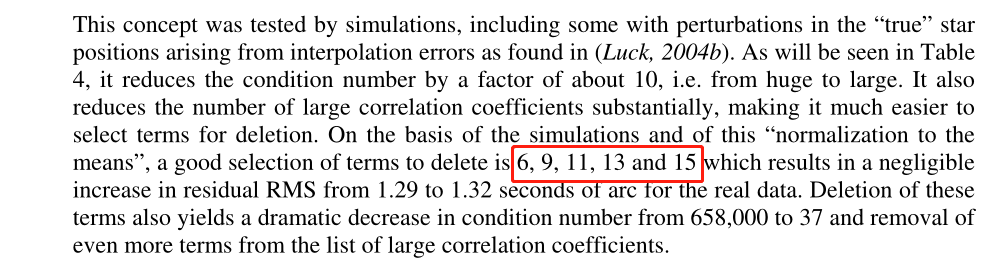 This concept was tested by simulations, including some with perturbations in the “true” star
positions arising from interpolation errors as found in (Luck, 2004b). As will be seen in Table
4, it reduces the condition number by a factor of about 10, i.e. from huge to large. It also
reduces the number of large correlation coefficients substantially, making it much easier to
select terms for deletion. On the basis of the simulations and of this “normalization to the
means”, a good selection of terms to delete is 6, 9, 11, 13 and 15 which results in a negligible
increase in residual RMS from 1.29 to 1.32 seconds of arc for the real data. Deletion of these
terms also yields a dramatic decrease in condition number from 658,000 to 37 and removal of
even more terms from the list of large correlation coefficients.